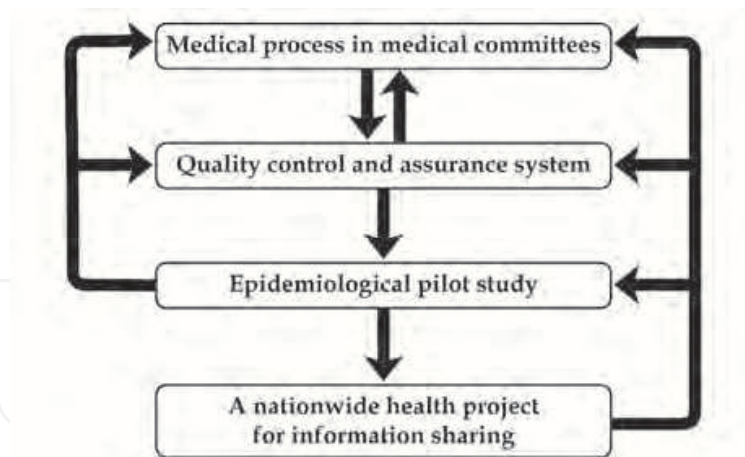 Medical process in medical committees
Quality control and assurance system
Epidemiological pilot study
A nationwide health project
for information sharing